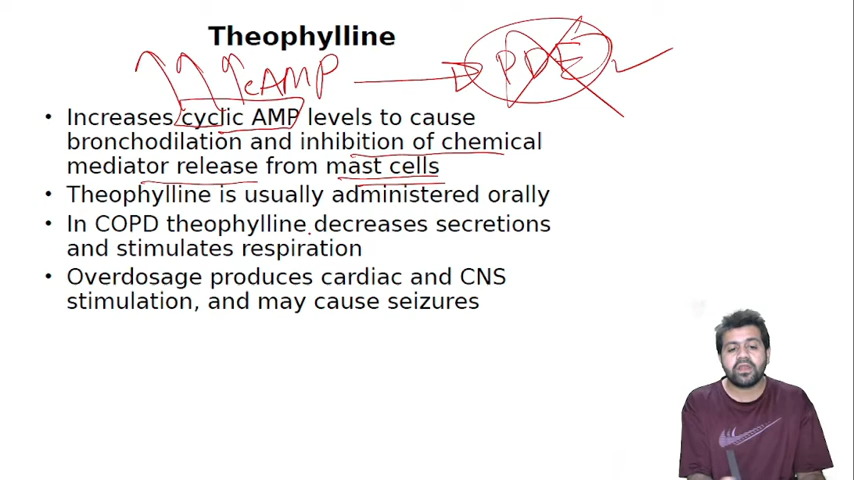 Theophylline
cAMP
PDE
• Increases cyclic AMP levels to cause
bronchodilation and inhibition of chemical
mediator release from mast cells
• Theophylline is usually administered orally
• In COPD theophylline decreases secretions
and stimulates respiration
• Overdosage produces cardiac and CNS
stimulation, and may cause seizures